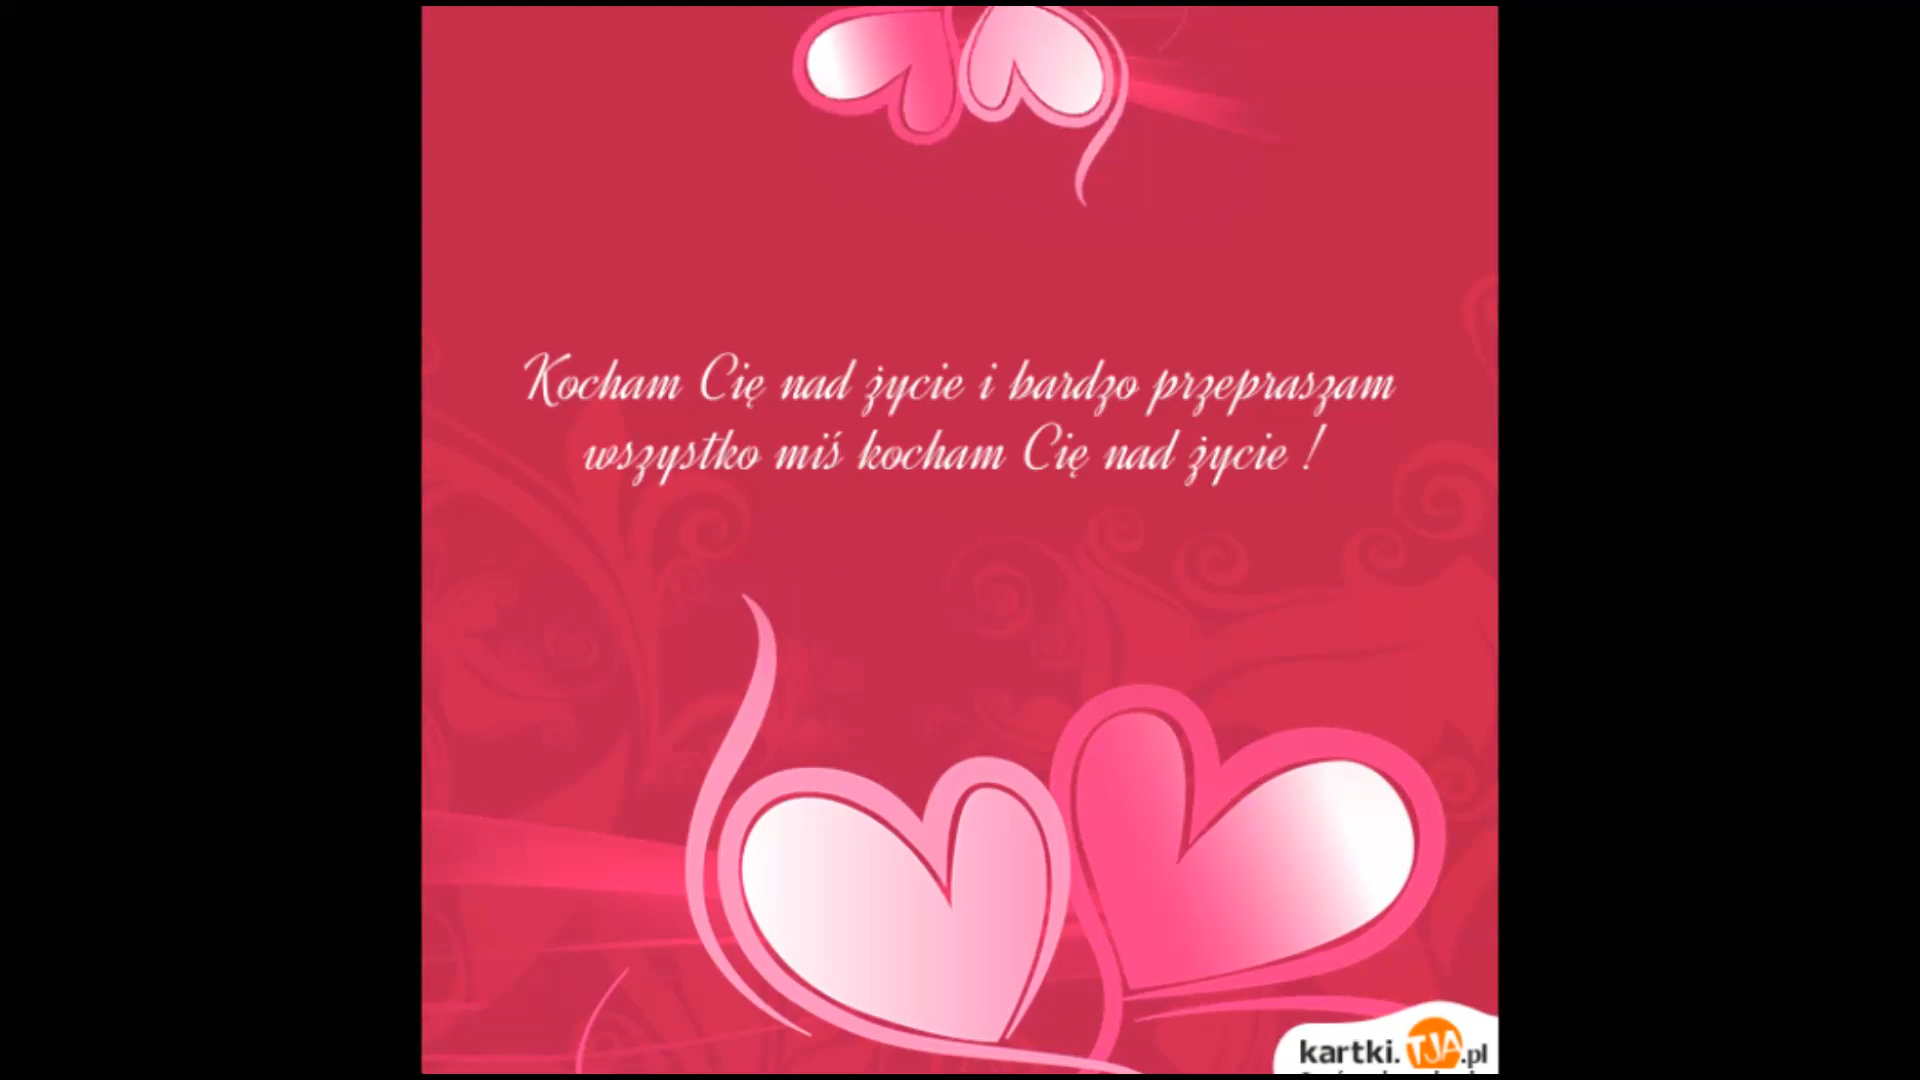 Kocham Cię nad życie i bardzo przepraszam
wszystko miś kocham Cię nad życie !
kartki.TJA.pl